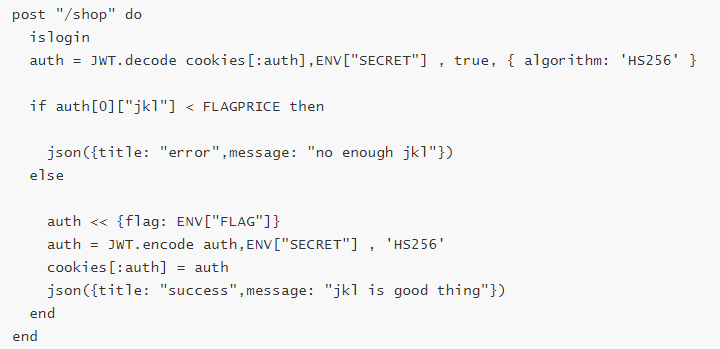 post "/shop" do
islogin
auth = JWT.decode cookies[:auth],ENV["SECRET"] , true, { algorithm: 'HS256' }
if auth[0]["jkl"] < FLAGPRICE then
json({title: "error",message: "no enough jkl"})
else
auth << {flag: ENV["FLAG"]}
auth = JWT.encode auth,ENV["SECRET"] , 'HS256'
cookies[:auth] = auth
json({title: "success",message: "jkl is good thing"})
end
end